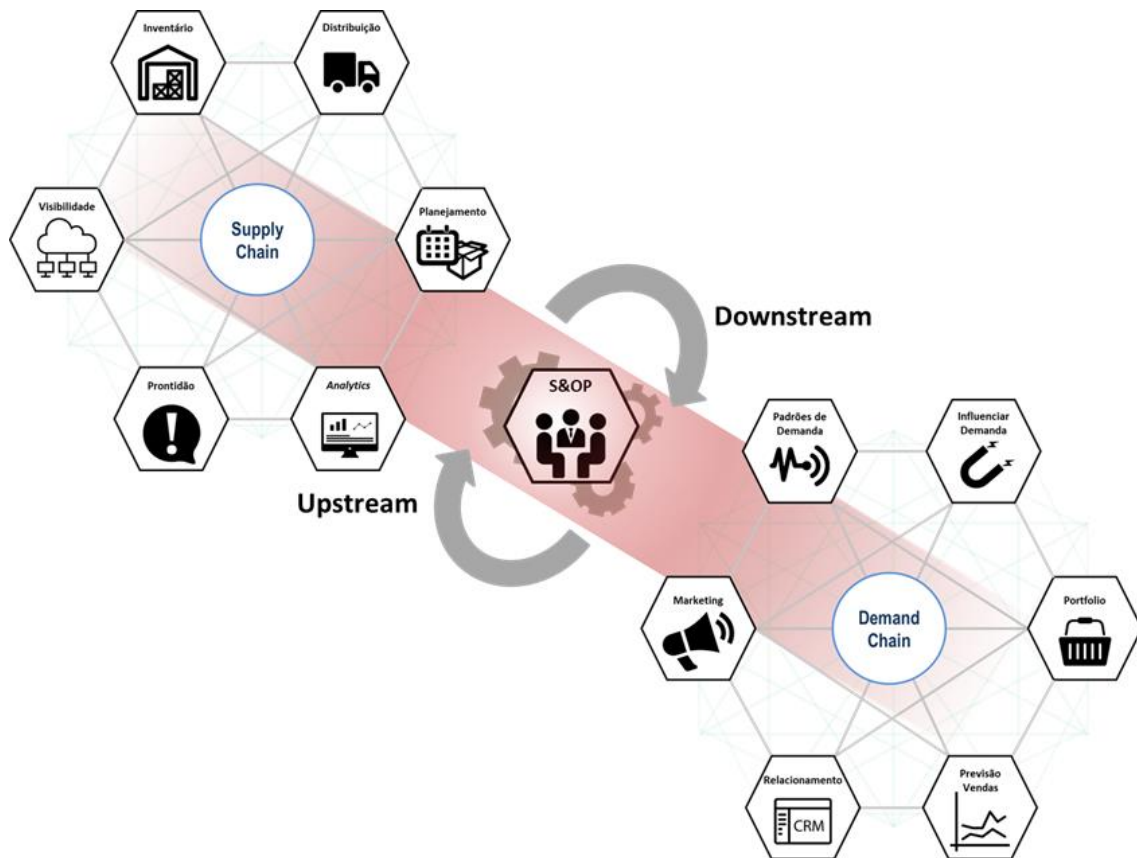 Inventário
Distribuição
Visibilidade
Supply
Chain
Planejamento
Prontidão
Analytics
Downstream
S&OP
Upstream
Padrões de
Demanda
Influenciar
Demanda
Marketing
Demand
Chain
Portfolio
Relacionamento
CRM
Previsão
Vendas